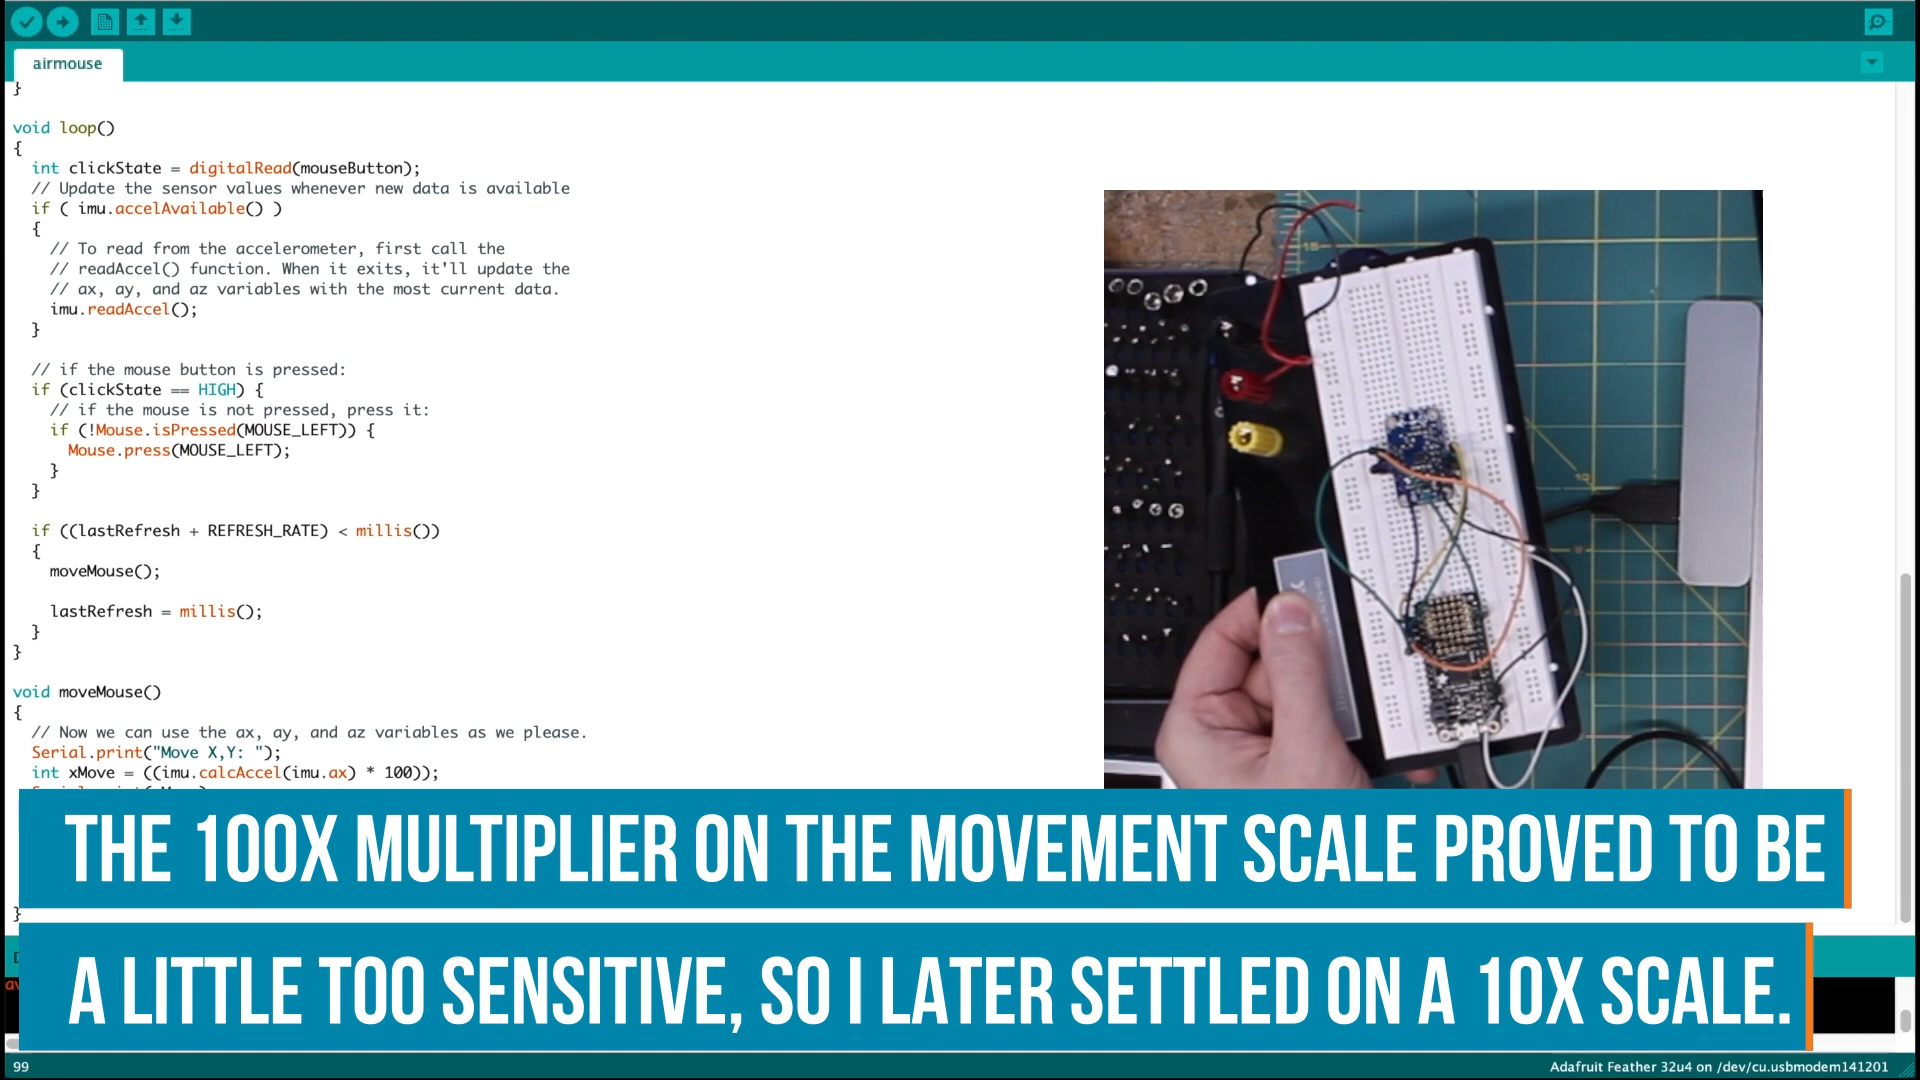 airmouse
}
void loop()
{
int clickState = digitalRead(mouseButton);
// Update the sensor values whenever new data is available
if ( imu.accelAvailable() )
{
// To read from the accelerometer, first call the
// readAccel() function. When it exits, it'll update the
// ax, ay, and az variables with the most current data.
imu.readAccel();
}
// if the mouse button is pressed:
if (clickState == HIGH) {
// if the mouse is not pressed, press it:
if (!Mouse.isPressed(MOUSE_LEFT)) {
Mouse.press(MOUSE_LEFT);
}
}
if ((lastRefresh + REFRESH_RATE) < millis())
{
moveMouse();
lastRefresh = millis();
}
}
void moveMouse()
{
// Now we can use the ax, ay, and az variables as we please.
Serial.print("Move X,Y: ");
int xMove = ((imu.calcAccel(imu.ax) * 100));
THE 100X MULTIPLIER ON THE MOVEMENT SCALE PROVED TO BE
}
A LITTLE TOO SENSITIVE, SO I LATER SETTLED ON A 10X SCALE.
99
Adafruit Feather 32u4 on /dev/cu.usbmodem141201